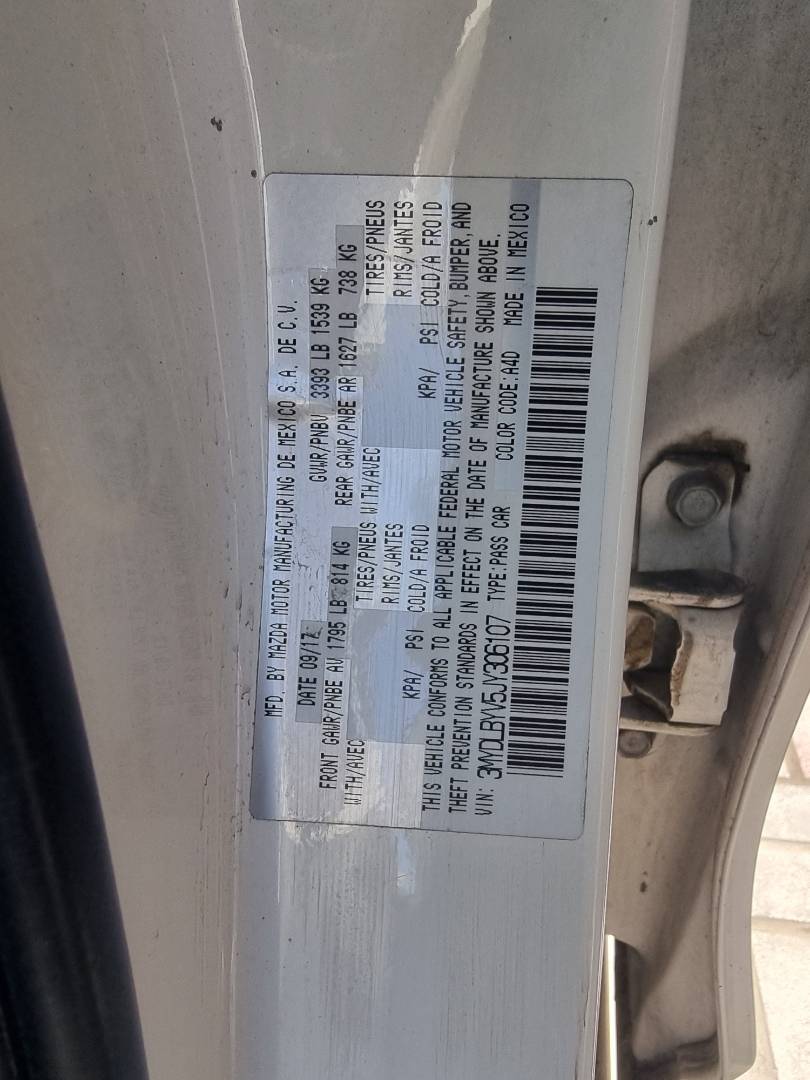 MFD. BY MAZDA MOTOR MANUFACTURING DE MEXICO S.A. DE C.V.
DATE 09/17 GVWR/PNBV 3393 LB 1539 KG
FRONT GAWR/PNBE AV 1795 LB 814 KG REAR GAWR/PNBE AR 1627 LB 738 KG
WITH/AVEC TIRES/PNEUS WITH/AVEC TIRES/PNEUS
RIMS/JANTES RIMS/JANTES
KPA/ PSI COLD/A FROID KPA/ PSI COLD/A FROID
THIS VEHICLE CONFORMS TO ALL APPLICABLE FEDERAL MOTOR VEHICLE SAFETY, BUMPER, AND
THEFT PREVENTION STANDARDS IN EFFECT ON THE DATE OF MANUFACTURE SHOWN ABOVE.
VIN: 3MYDLBYV5JY306107 TYPE:PASS CAR COLOR CODE:A4D MADE IN MEXICO